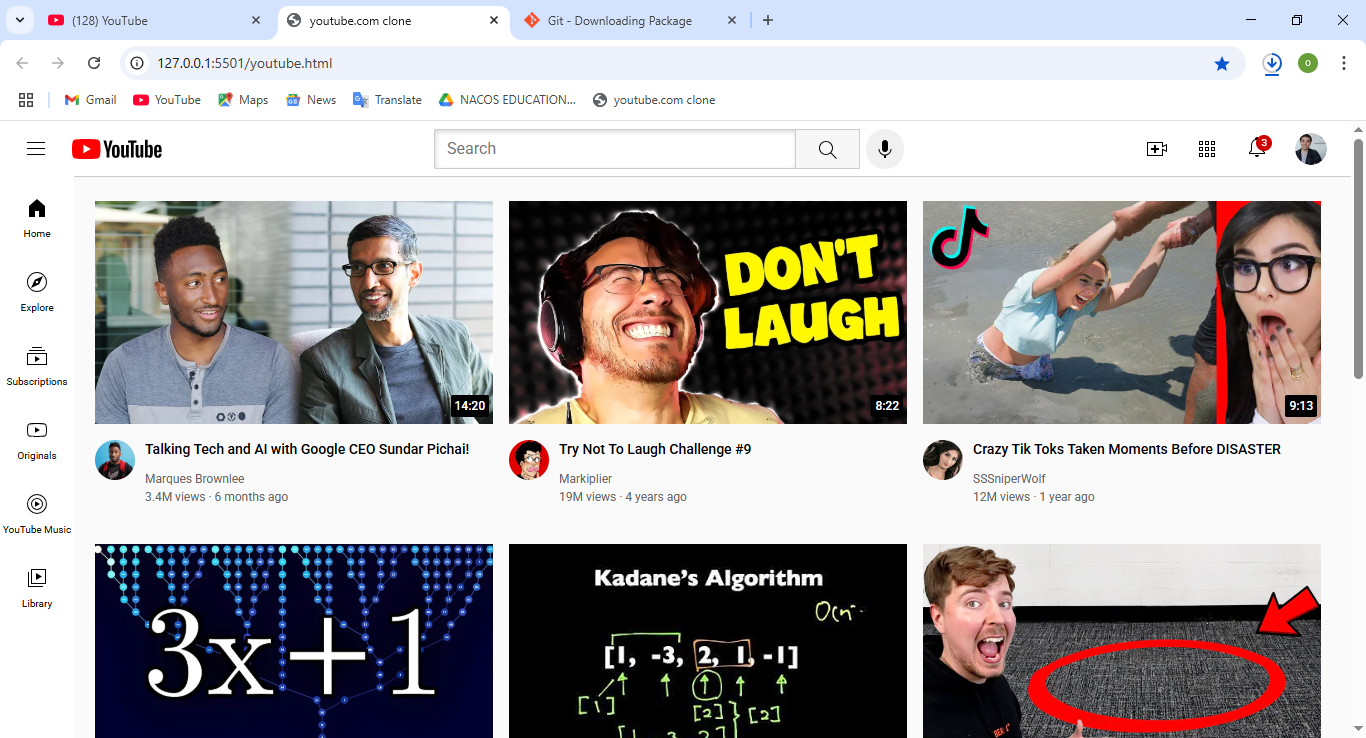 (128) YouTube
youtube.com clone
Git - Downloading Package
127.0.0.1:5501/youtube.html
O
Gmail
YouTube
Maps
News
Translate
NACOS EDUCATION...
youtube.com clone
YouTube
Search
3
Home
Explore
Subscriptions
Originals
YouTube Music
Library
14:20
DON'T
LAUGH
8:22
9:13
Talking Tech and AI with Google CEO Sundar Pichai!
Marques Brownlee
3.4M views · 6 months ago
Try Not To Laugh Challenge #9
Markiplier
19M views · 4 years ago
Crazy Tik Toks Taken Moments Before DISASTER
SSSniperWolf
12M views · 1 year ago
3x+1
Kadane's Algorithm
[1, -3, 2, 1, -1]
[1]
[2]
[2]